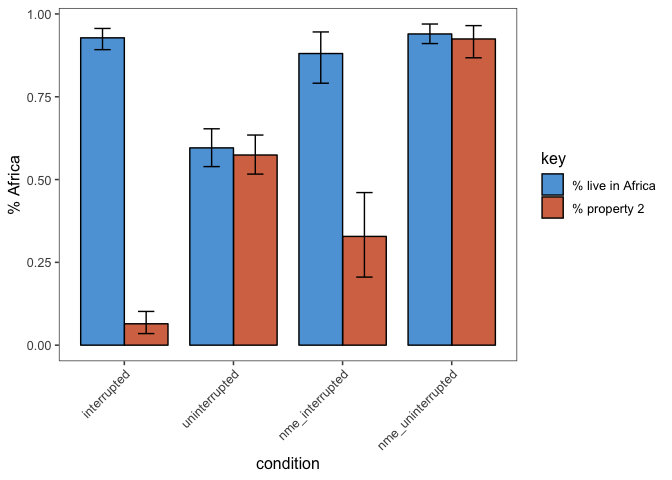 1.00
0.75
0.50
0.25
0.00
% Africa
interrupted
uninterrupted
nme_interrupted
nme_uninterrupted
condition
key
% live in Africa
% property 2